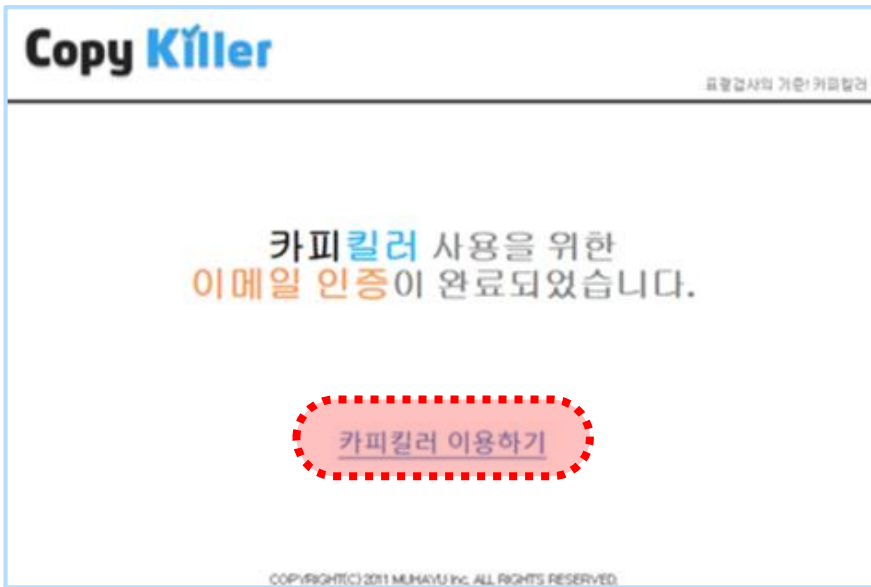 Copy Killer
표절검사의 기준! 카피킬러
카피킬러 사용을 위한
이메일 인증이 완료되었습니다.
카피킬러 이용하기
COPYRIGHT(C) 2011 MUHAYU Inc. ALL RIGHTS RESERVED.